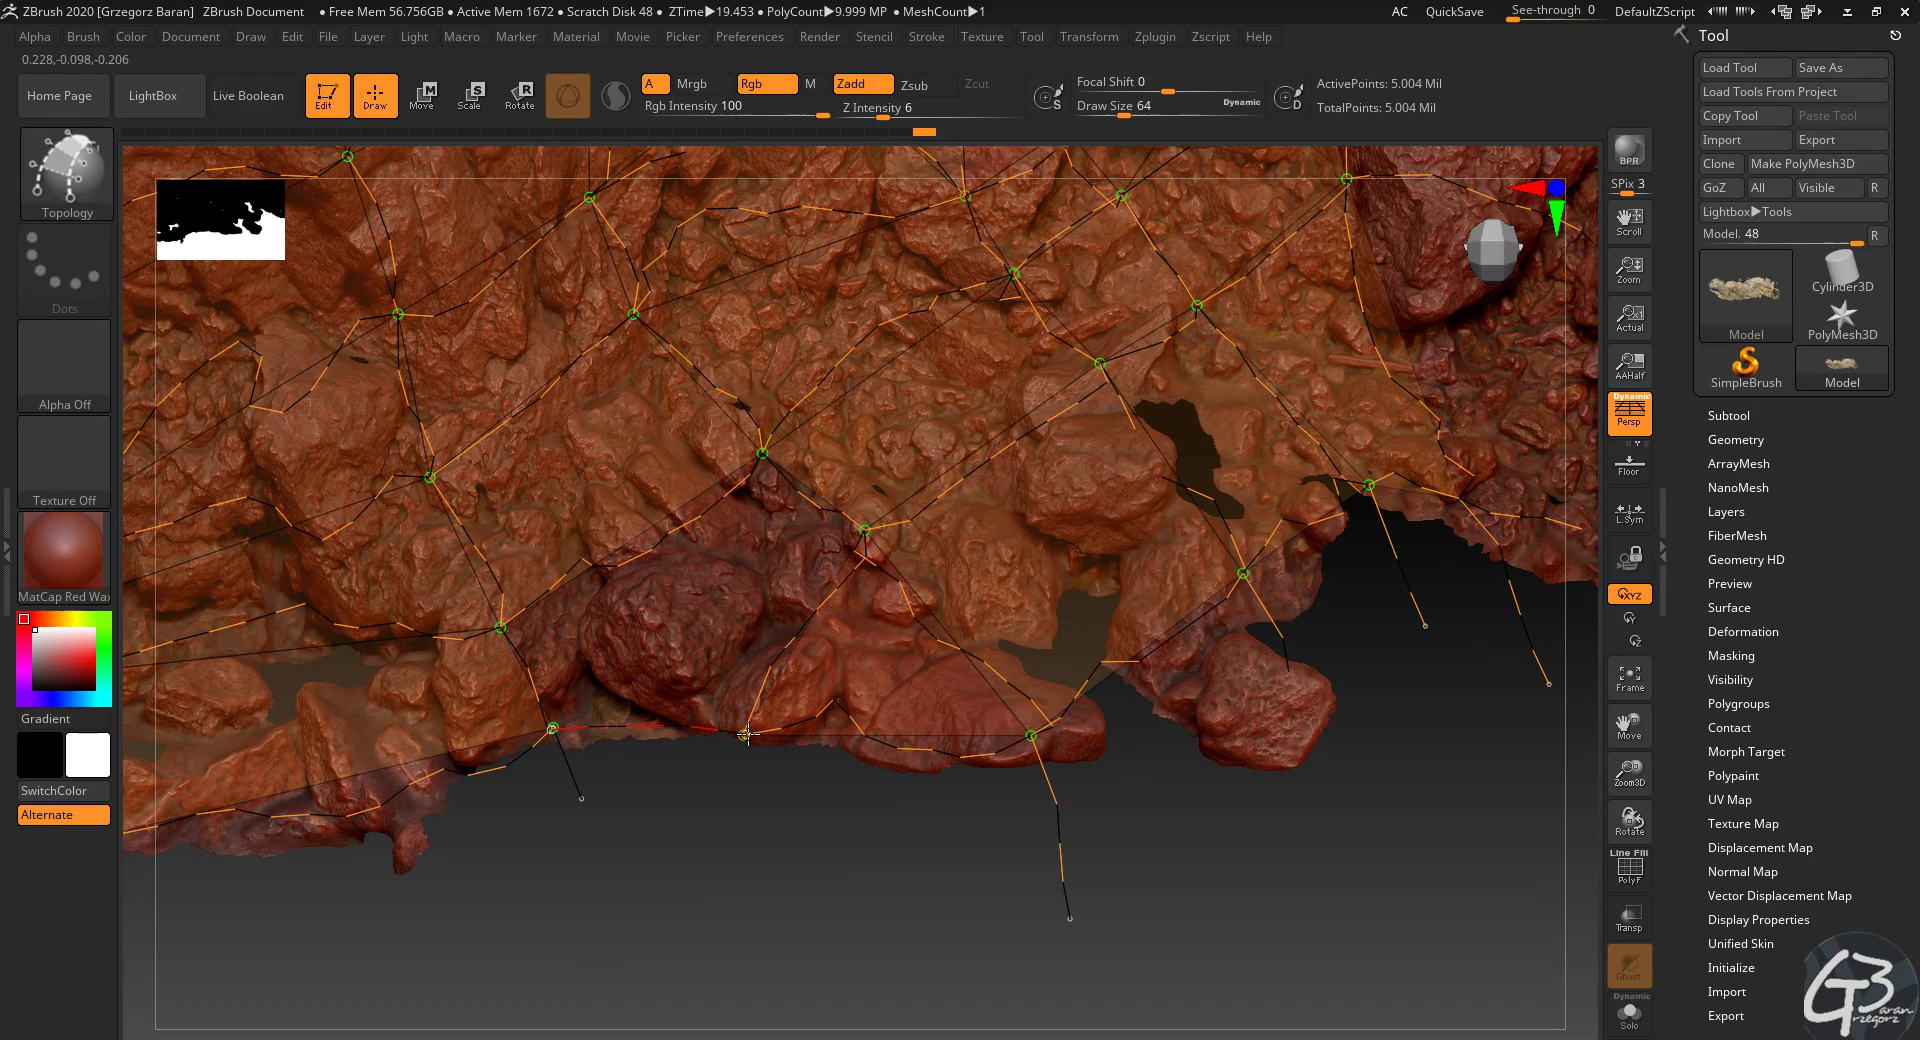 ZBrush 2020 [Grzegorz Baran] ZBrush Document • Free Mem 56.756GB • Active Mem 1672 • Scratch Disk 48 • ZTime▶19.453 • PolyCount▶9.999 MP • MeshCount▶1 AC QuickSave See-through 0 DefaultZScript
Alpha Brush Color Document Draw Edit File Layer Light Macro Marker Material Movie Picker Preferences Render Stencil Stroke Texture Tool Transform Zplugin Zscript Help
0.228,-0.098,-0.206
Home Page LightBox Live Boolean Edit Draw Move Scale Rotate
A Mrgb Rgb M Zadd Zsub Zcut
Rgb Intensity 100 Z Intensity 6
Focal Shift 0
Draw Size 64 Dynamic
S D
ActivePoints: 5.004 Mil
TotalPoints: 5.004 Mil
Topology
Dots
Alpha Off
Texture Off
MatCap Red Wax
Gradient
SwitchColor
Alternate
BPR
SPix 3
Scroll
Zoom
Actual
AAHalf
Dynamic
Persp
Floor
L.Sym
XYZ
Y
Z
Frame
Move
Zoom3D
Rotate
Line Fill
PolyF
Transp
Ghost
Dynamic
Solo
Tool
Load Tool Save As
Load Tools From Project
Copy Tool Paste Tool
Import Export
Clone Make PolyMesh3D
GoZ All Visible R
Lightbox▶Tools
Model. 48 R
Model Cylinder3D
PolyMesh3D
SimpleBrush Model
Subtool
Geometry
ArrayMesh
NanoMesh
Layers
FiberMesh
Geometry HD
Preview
Surface
Deformation
Masking
Visibility
Polygroups
Contact
Morph Target
Polypaint
UV Map
Texture Map
Displacement Map
Normal Map
Vector Displacement Map
Display Properties
Unified Skin
Initialize
Import
Export
Grzegorz Baran